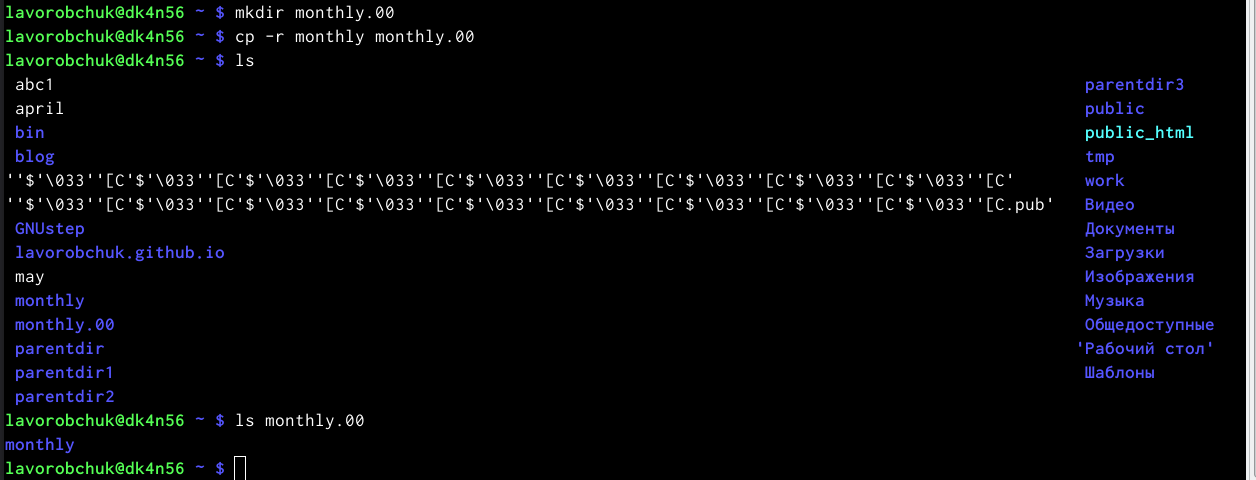 lavorobchuk@dk4n56 ~ $ mkdir monthly.00
lavorobchuk@dk4n56 ~ $ cp -r monthly monthly.00
lavorobchuk@dk4n56 ~ $ ls
abc1 parentdir3
april public
bin public_html
blog tmp
''$'\033''[C'$'\033''[C'$'\033''[C'$'\033''[C'$'\033''[C'$'\033''[C'$'\033''[C'$'\033''[C'$'\033''[C' work
''$'\033''[C'$'\033''[C'$'\033''[C'$'\033''[C'$'\033''[C'$'\033''[C'$'\033''[C'$'\033''[C'$'\033''[C.pub' Видео
GNUstep Документы
lavorobchuk.github.io Загрузки
may Изображения
monthly Музыка
monthly.00 Общедоступные
parentdir 'Рабочий стол'
parentdir1 Шаблоны
parentdir2
lavorobchuk@dk4n56 ~ $ ls monthly.00
monthly
lavorobchuk@dk4n56 ~ $